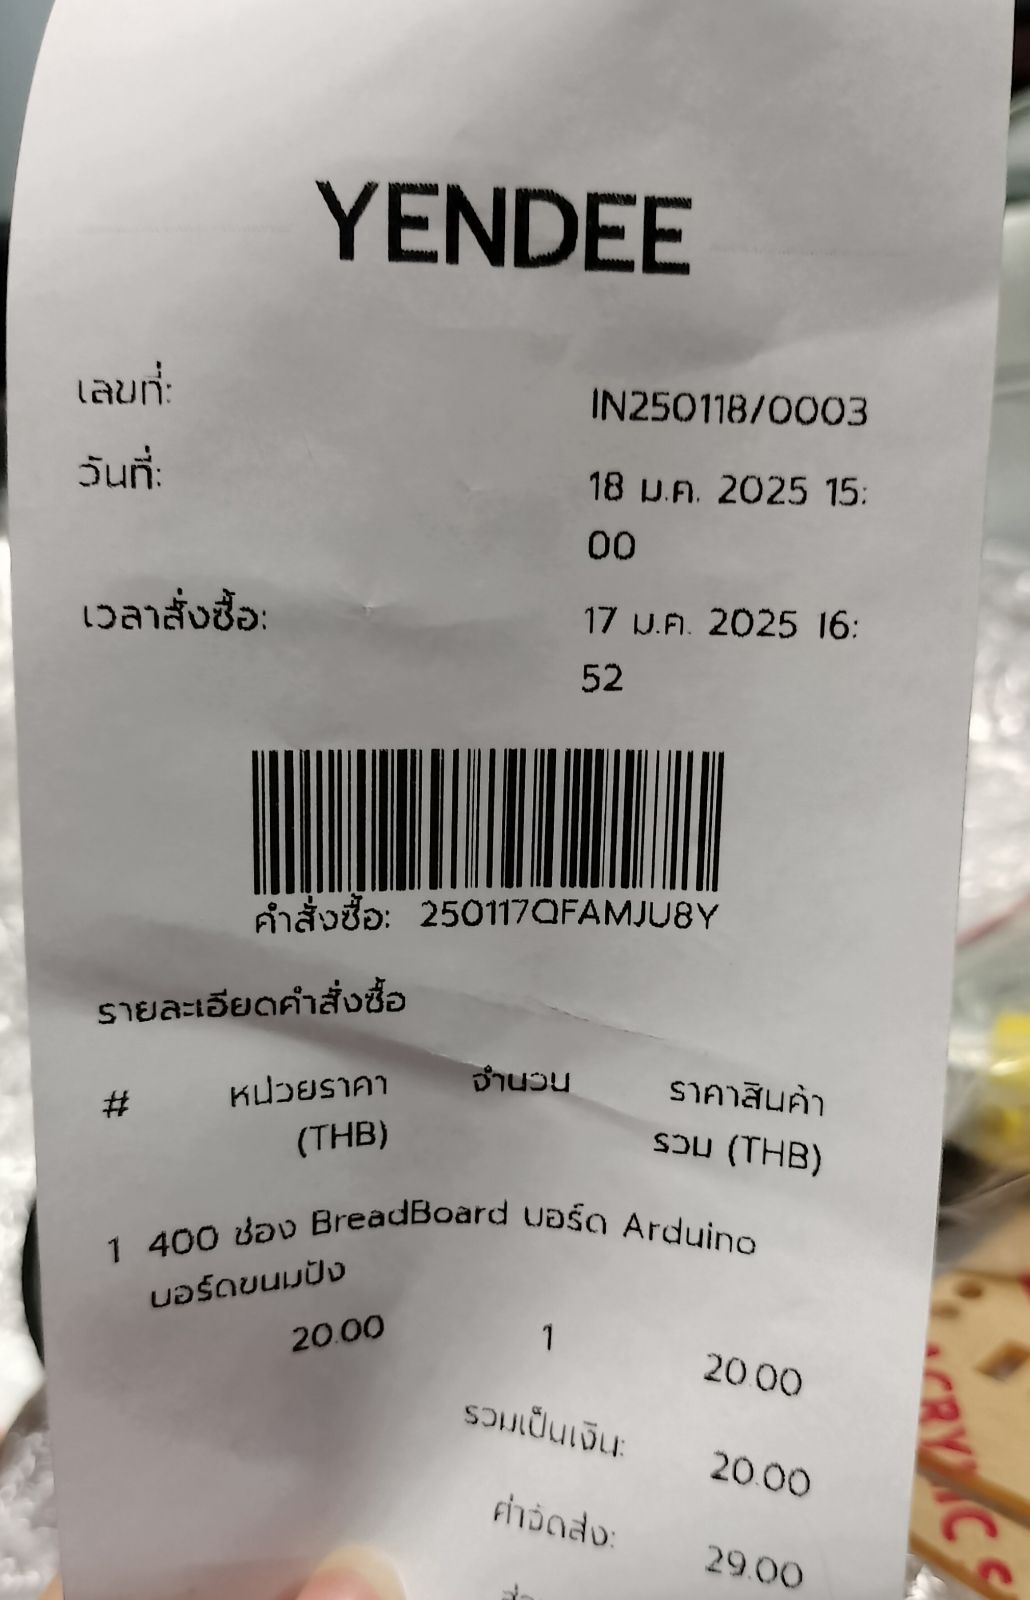 YENDEE
เลขที่: IN250118/0003
วันที่: 18 ม.ค. 2025 15:
00
เวลาสั่งซื้อ: 17 ม.ค. 2025 16:
52
คำสั่งซื้อ: 250117QFAMJU8Y
รายละเอียดคำสั่งซื้อ
# หน่วยราคา จำนวน ราคาสินค้า
(THB) รวม (THB)
1 400 ช่อง BreadBoard บอร์ด Arduino
บอร์ดขนมปัง
20.00 1 20.00
รวมเป็นเงิน: 20.00
ค่าจัดส่ง: 29.00